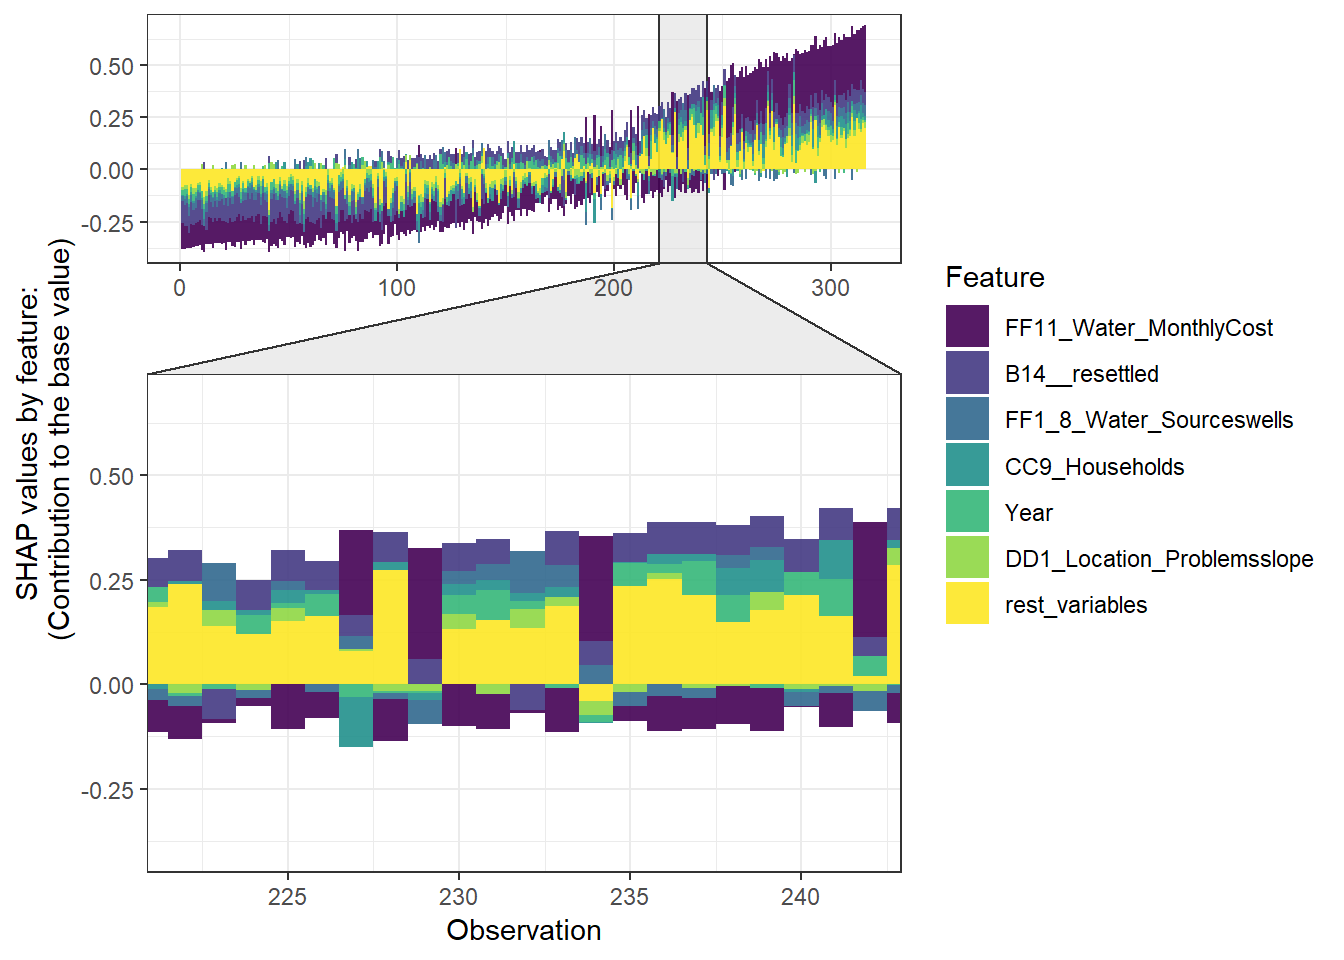 0.50
0.25
0.00
-0.25
0
100
200
300
SHAP values by feature:
(Contribution to the base value)
0.50
0.25
0.00
-0.25
225
230
235
240
Observation
Feature
FF11_Water_MonthlyCost
B14__resettled
FF1_8_Water_Sourceswells
CC9_Households
Year
DD1_Location_Problemsslope
rest_variables